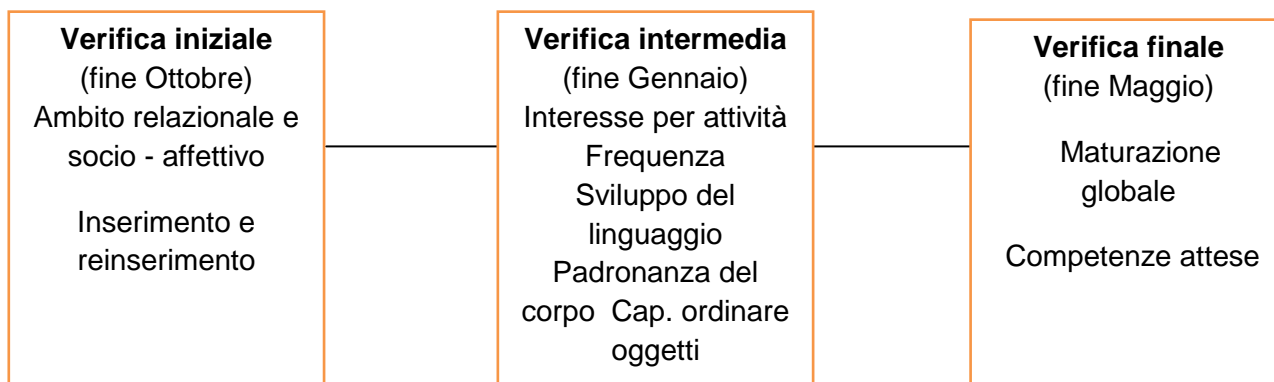 Verifica iniziale
(fine Ottobre)
Ambito relazionale e
socio - affettivo
Inserimento e
reinserimento
Verifica intermedia
(fine Gennaio)
Interesse per attività
Frequenza
Sviluppo del
linguaggio
Padronanza del
corpo  Cap. ordinare
oggetti
Verifica finale
(fine Maggio)
Maturazione
globale
Competenze attese